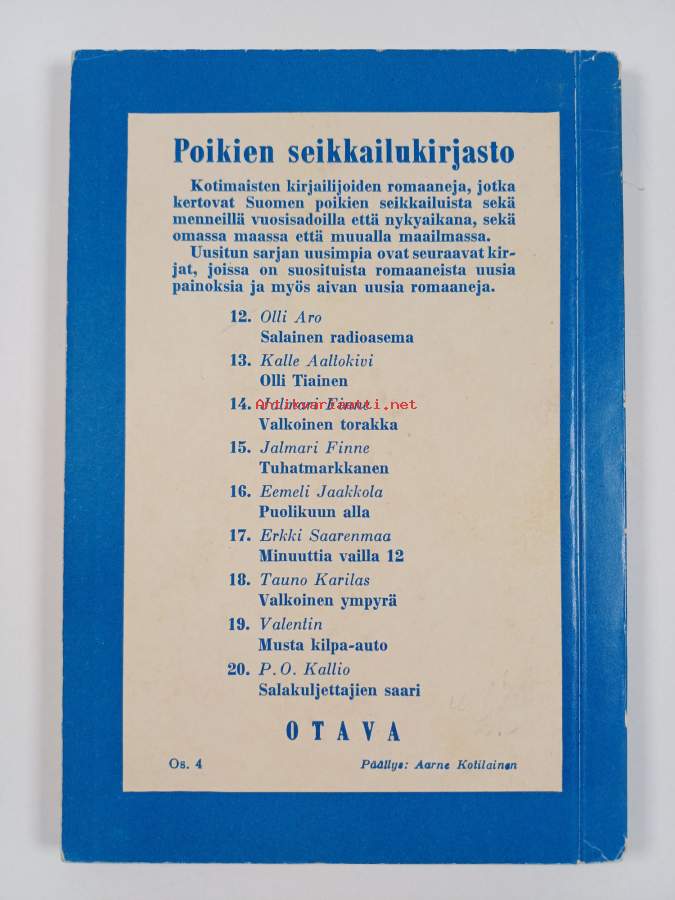 Poikien seikkailukirjasto
Kotimaisten kirjailijoiden romaaneja, jotka
kertovat Suomen poikien seikkailuista sekä
menneillä vuosisadoilla että nykyaikana, sekä
omassa maassa että muualla maailmassa.
Uusitun sarjan uusimpia ovat seuraavat kir-
jat, joissa on suosituista romaaneista uusia
painoksia ja myös aivan uusia romaaneja.
12. Olli Aro
Salainen radioasema
13. Kalle Aaltokivi
Olli Tiainen
14. Jalmari Finne
Antikvariaatti.net
Valkoinen torakka
15. Jalmari Finne
Tuhatmarkkanen
16. Eemeli Jaakkola
Puolikuun alla
17. Erkki Saarenmaa
Minuuttia vailla 12
18. Tauno Karilas
Valkoinen ympyrä
19. Valentin
Musta kilpa-auto
20. P.O. Kallio
Salakuljettajien saari
OTAVA
Os. 4 Päällys: Aarne Kotilainen